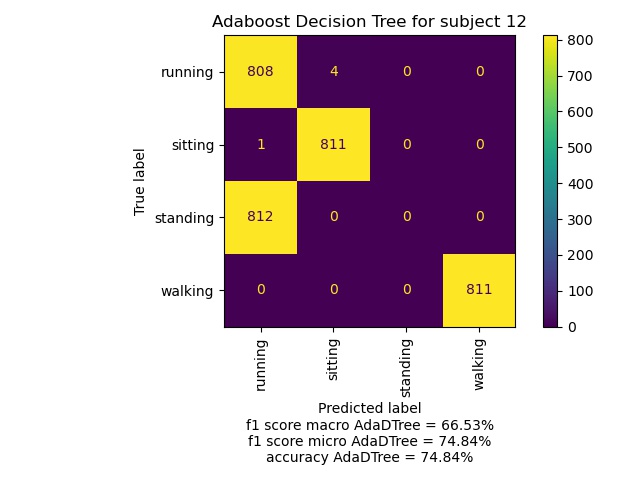 Adaboost Decision Tree for subject 12
running 808 4 0 0 800
700
sitting 1 811 0 0 600
500
True label
400
standing 812 0 0 0 300
200
walking 0 0 0 811 100
0
running sitting standing walking
Predicted label
f1 score macro AdaDTree = 66.53%
f1 score micro AdaDTree = 74.84%
accuracy AdaDTree = 74.84%